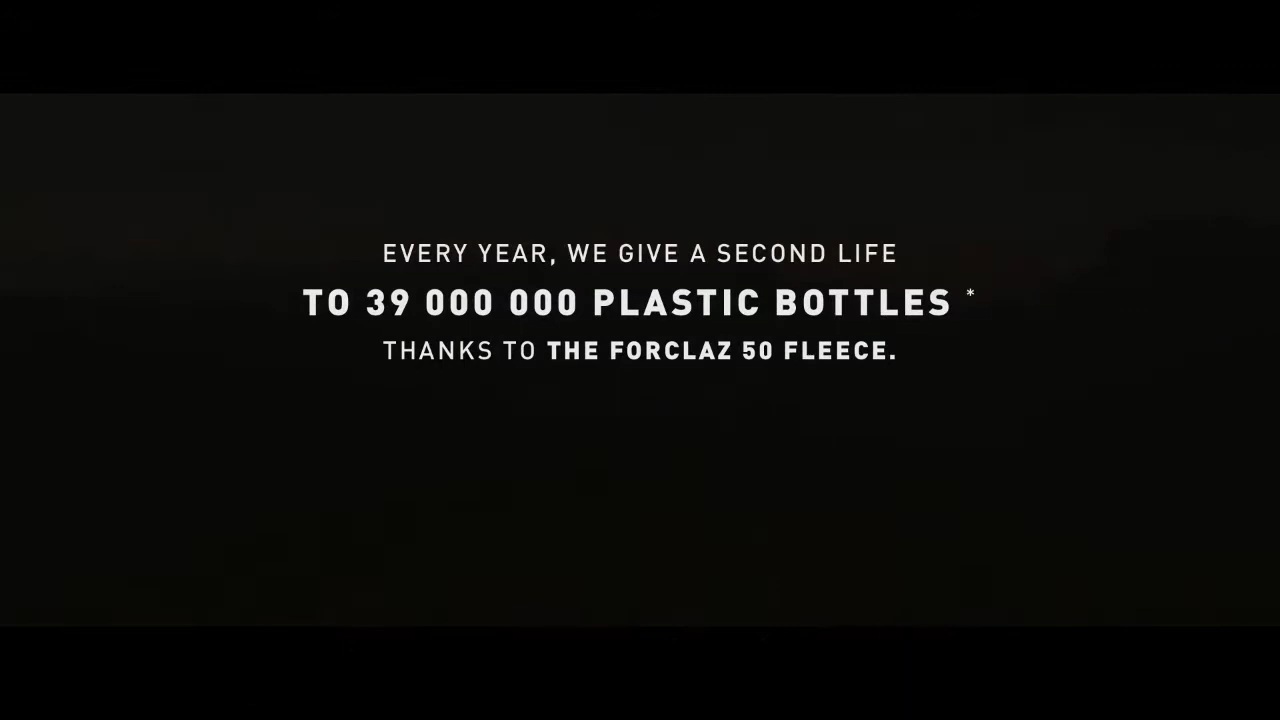 EVERY YEAR, WE GIVE A SECOND LIFE
TO 39 000 000 PLASTIC BOTTLES *
THANKS TO THE FORCLAZ 50 FLEECE.